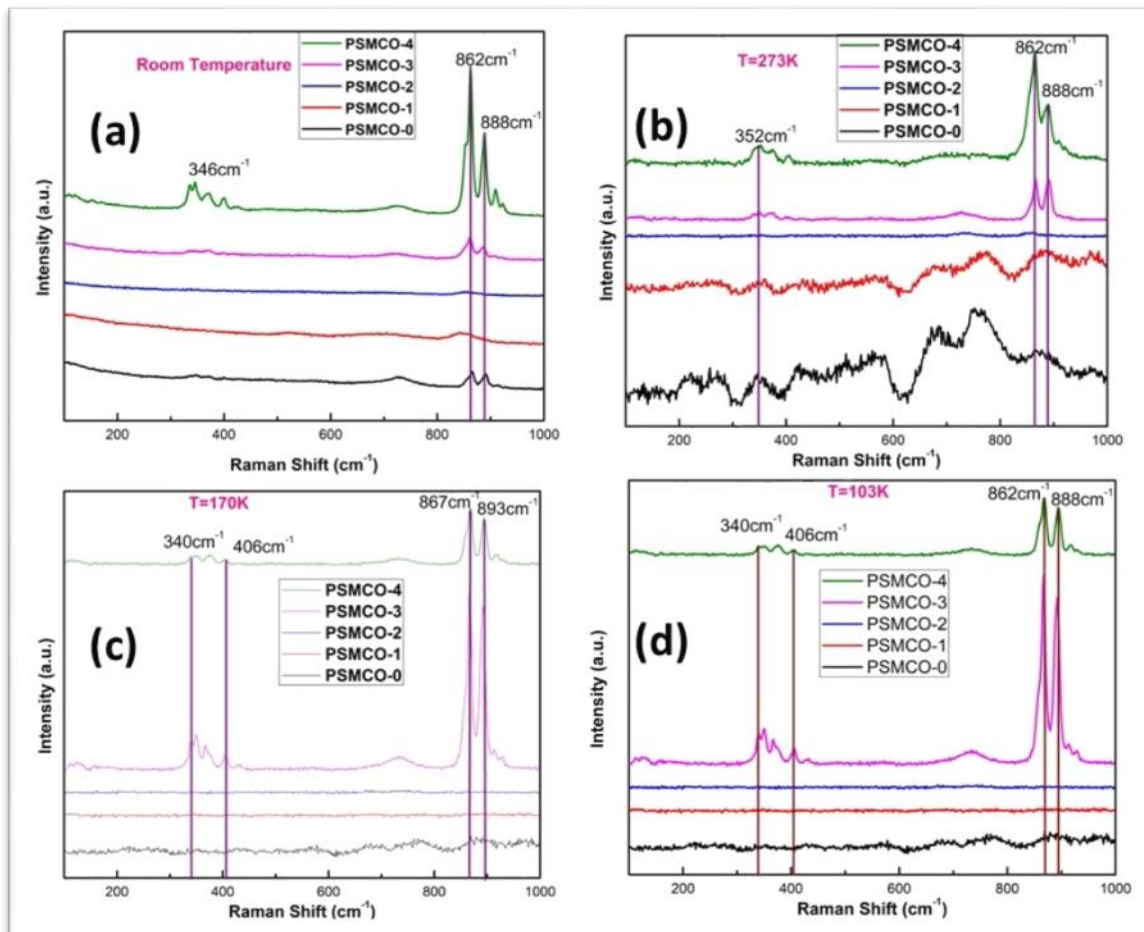 (a)
Room Temperature
PSMCO-4
PSMCO-3
PSMCO-2
PSMCO-1
PSMCO-0
862cm⁻¹
888cm⁻¹
346cm⁻¹
Intensity (a.u.)
200 400 600 800 1000
Raman Shift (cm⁻¹)
(b)
T=273K
PSMCO-4
PSMCO-3
PSMCO-2
PSMCO-1
PSMCO-0
862cm⁻¹
888cm⁻¹
352cm⁻¹
Intensity (a.u.)
200 400 600 800 1000
Raman Shift (cm⁻¹)
(c)
T=170K
867cm⁻¹
893cm⁻¹
340cm⁻¹
406cm⁻¹
PSMCO-4
PSMCO-3
PSMCO-2
PSMCO-1
PSMCO-0
Intensity (a.u.)
200 400 600 800 1000
Raman Shift (cm⁻¹)
(d)
T=103K
862cm⁻¹
888cm⁻¹
340cm⁻¹
406cm⁻¹
PSMCO-4
PSMCO-3
PSMCO-2
PSMCO-1
PSMCO-0
Intensity (a.u.)
200 400 600 800 1000
Raman Shift (cm⁻¹)